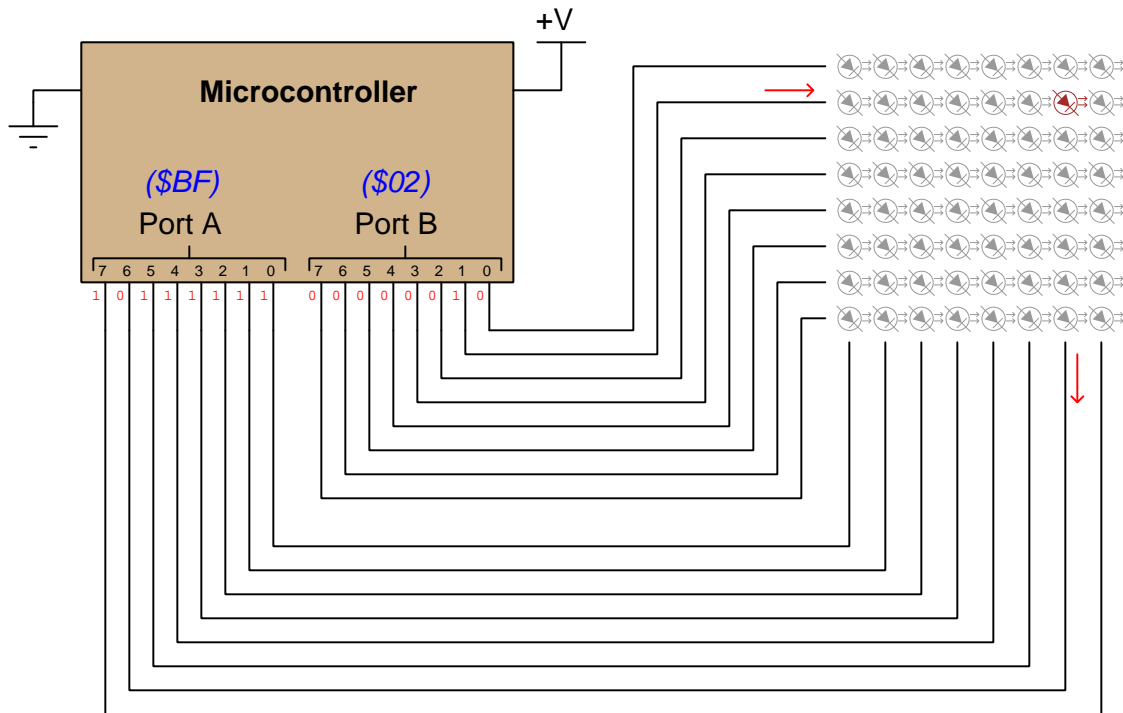 +V
Microcontroller
($BF) ($02)
Port A Port B
7 6 5 4 3 2 1 0 7 6 5 4 3 2 1 0
1 0 1 1 1 1 1 1 0 0 0 0 0 0 1 0